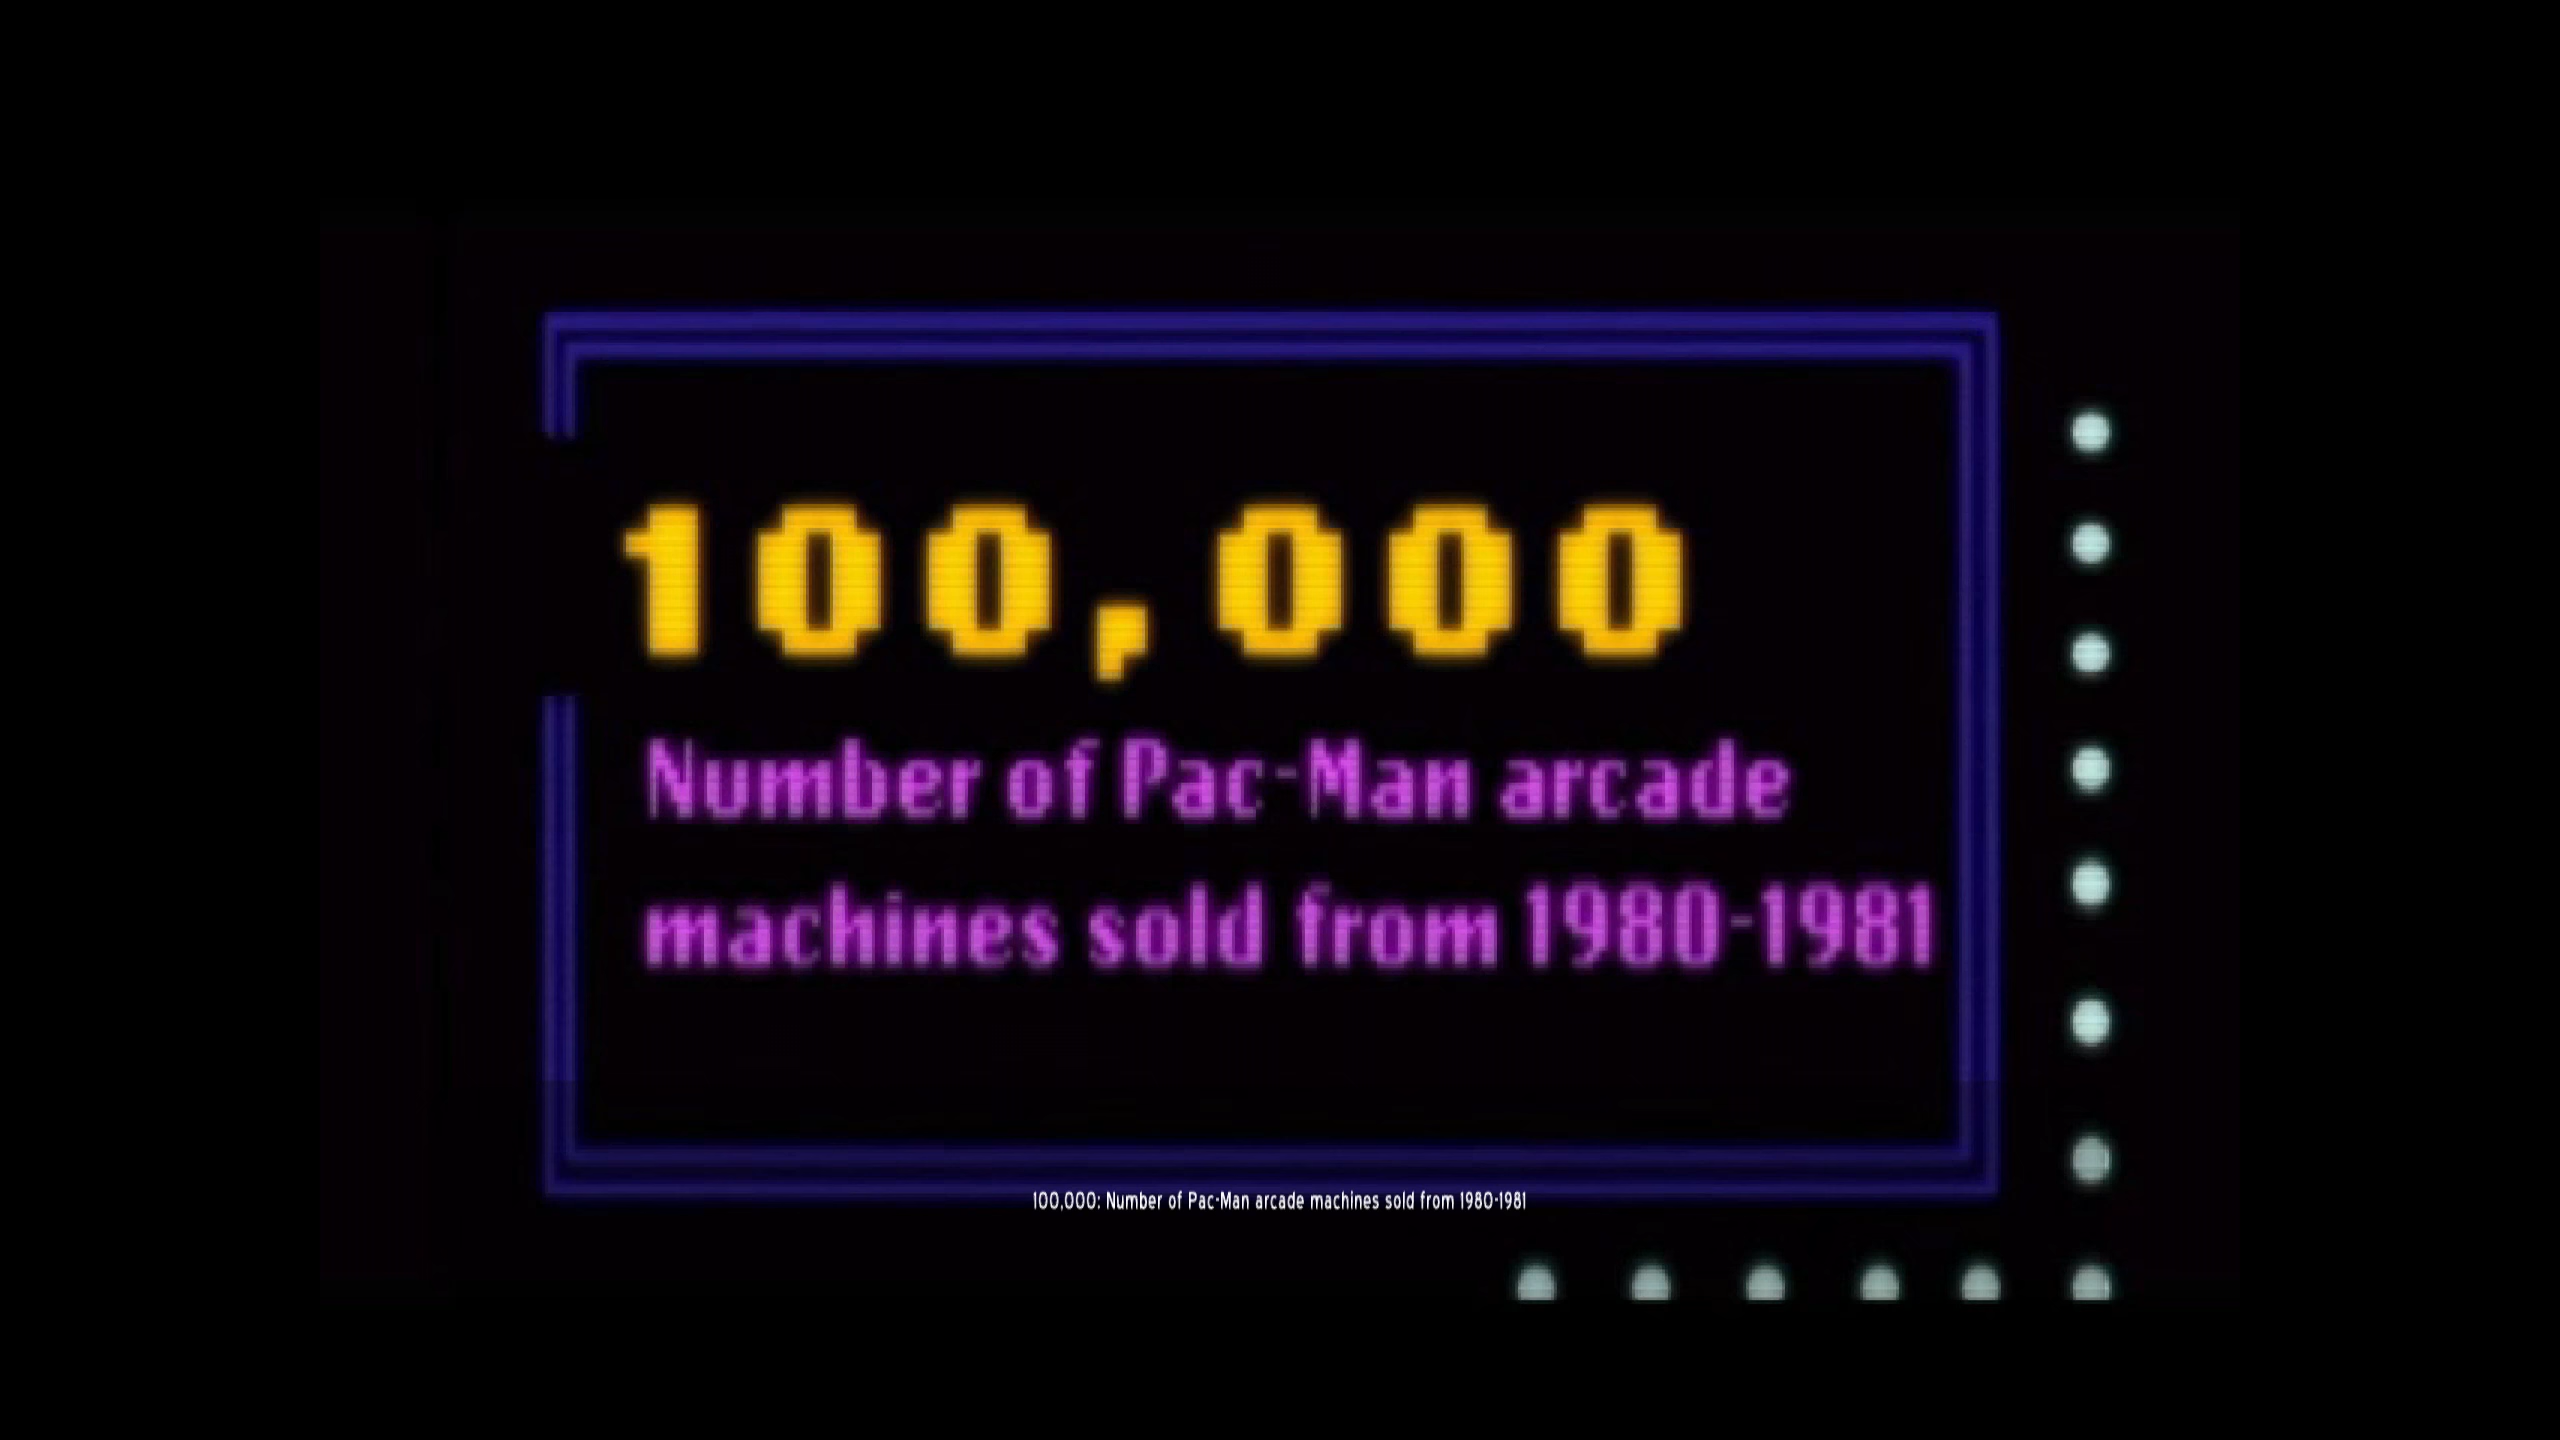 100,000
Number of Pac-Man arcade
machines sold from 1980-1981
100,000: Number of Pac-Man arcade machines sold from 1980-1981